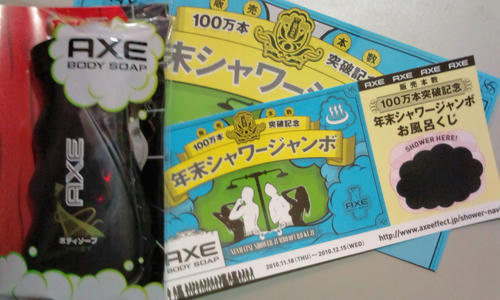 AXE
BODY SOAP
AXE
ボディソープ
販売
本数
100万本
突破記念
年末シャワージャンボ
販売本数
100万本
突破記念
年末シャワージャンボ
AXE
BODY SOAP
2010.11.18(THU)〜2010.12.15(WED)
AXE AXE AXE AXE
販売本数
100万本突破記念
年末シャワージャンボ
お風呂くじ
SHOWER HERE!
http://www.axeeffect.jp/shower-nav